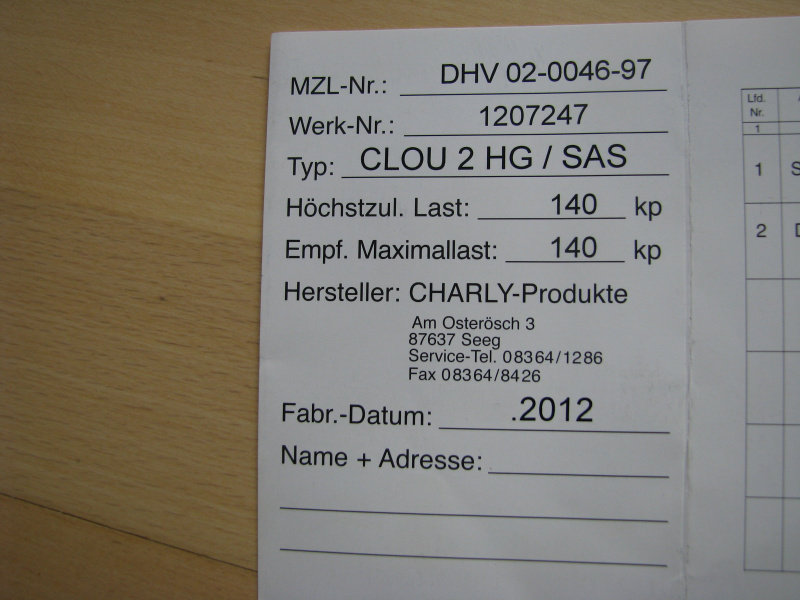 MZL-Nr.: DHV 02-0046-97
Werk-Nr.: 1207247
Typ: CLOU 2 HG / SAS
Höchstzul. Last: 140 kp
Empf. Maximallast: 140 kp
Hersteller: CHARLY-Produkte
Am Osterösch 3
87637 Seeg
Service-Tel. 08364/1286
Fax 08364/8426
Fabr.-Datum: .2012
Name + Adresse:
Lfd.
Nr.
1
1
2